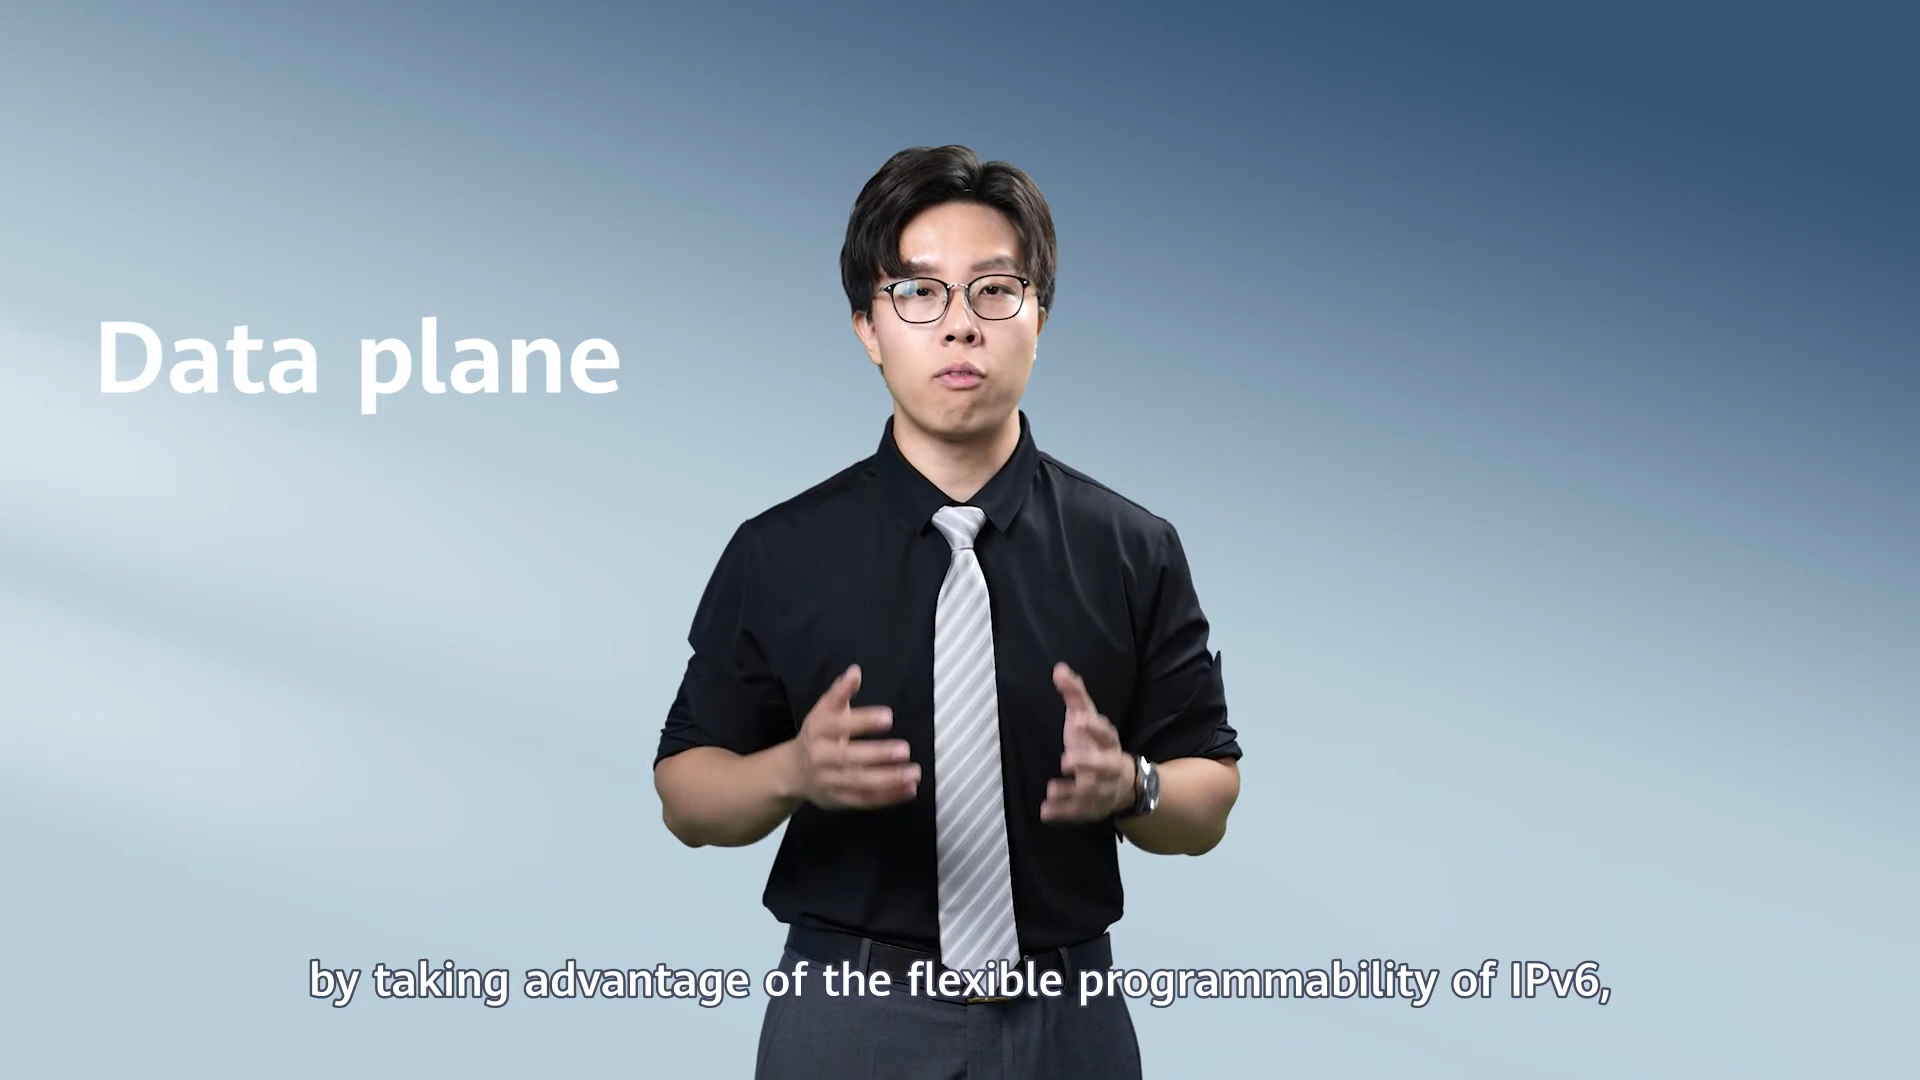 Data plane
by taking advantage of the flexible programmability of IPv6,